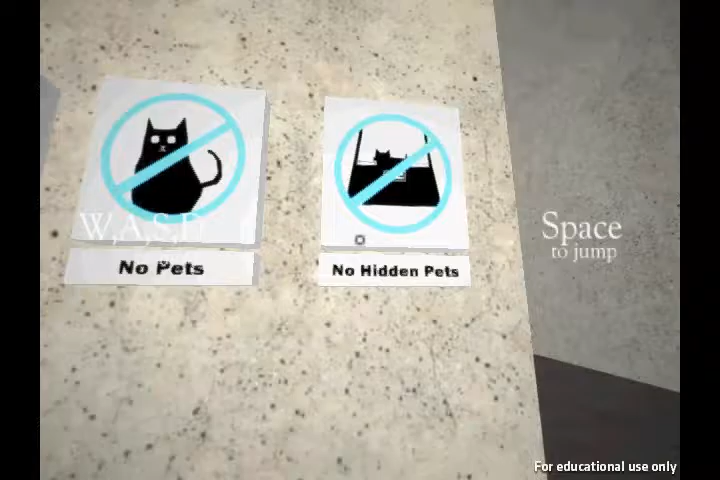 W,A,S,D
No Pets
No Hidden Pets
Space
to jump
For educational use only